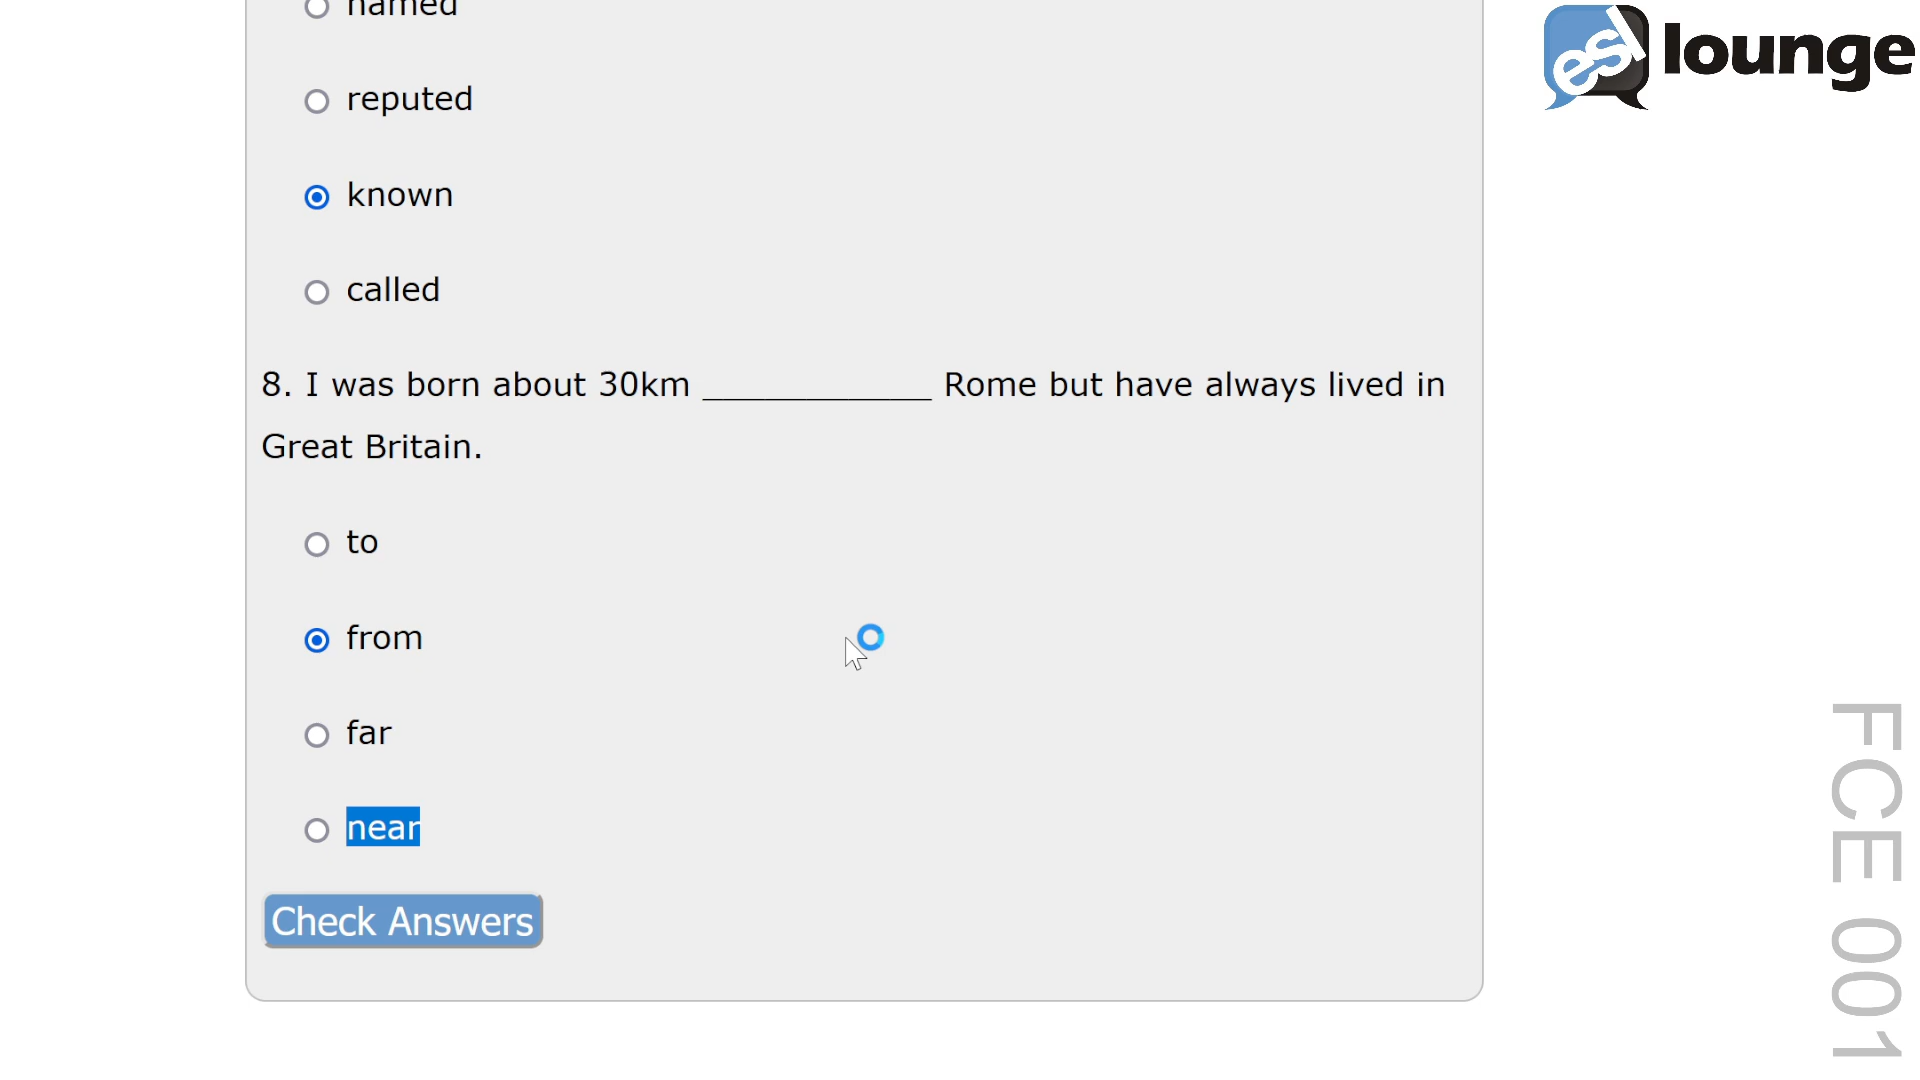 named
esl lounge
reputed
known
called
8. I was born about 30km ____________ Rome but have always lived in
Great Britain.
to
from
far
near
Check Answers
FCE 001